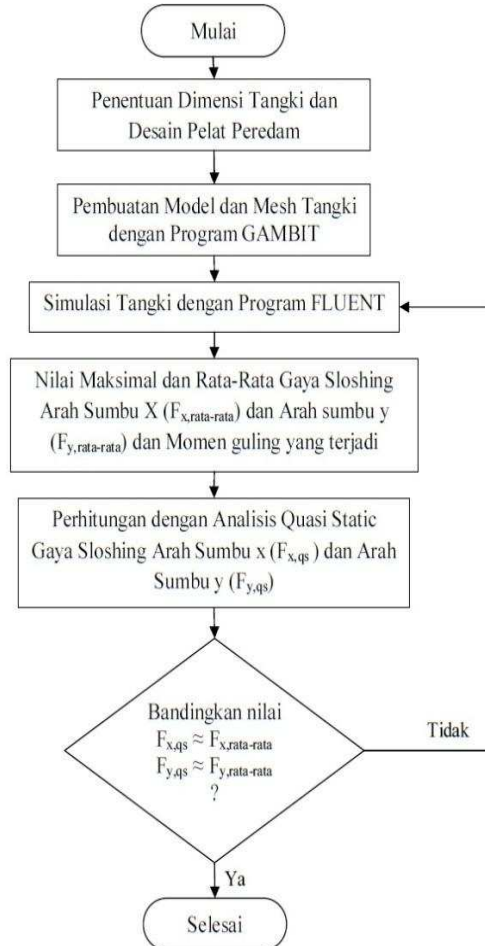 Mulai
Penentuan Dimensi Tangki dan
Desain Pelat Peredam
Pembuatan Model dan Mesh Tangki
dengan Program GAMBIT
Simulasi Tangki dengan Program FLUENT
Nilai Maksimal dan Rata-Rata Gaya Sloshing
Arah Sumbu X (Fx,rata-rata) dan Arah sumbu y
(Fy,rata-rata) dan Momen guling yang terjadi
Perhitungan dengan Analisis Quasi Static
Gaya Sloshing Arah Sumbu x (Fx,qs ) dan Arah
Sumbu y (Fy,qs)
Bandingkan nilai
Fx,qs ≈ Fx,rata-rata
Fy,qs ≈ Fy,rata-rata
?
Tidak
Ya
Selesai